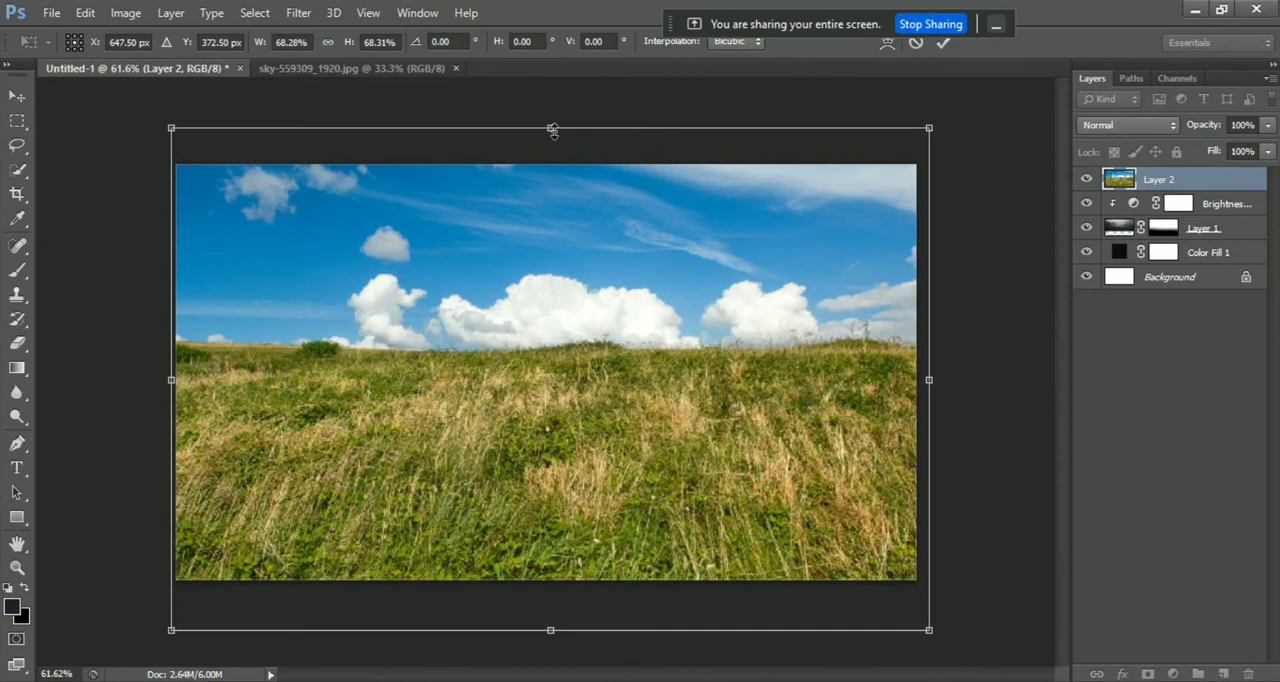 Ps File Edit Image Layer Type Select Filter 3D View Window Help
You are sharing your entire screen. Stop Sharing
X: 647.50 px Y: 372.50 px W: 68.28% H: 68.31% 0.00 ° H: 0.00 ° V: 0.00 ° Interpolation: Bicubic Essentials
Untitled-1 @ 61.6% (Layer 2, RGB/8) * × sky-559309_1920.jpg @ 33.3% (RGB/8) ×
Layers Paths Channels
Kind
Normal Opacity: 100%
Lock: Fill: 100%
Layer 2
Brightnes...
Layer 1
Color Fill 1
Background
61.62% Doc: 2.64M/6.00M